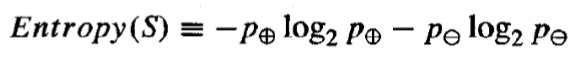 Entropy(S) ≡ −p⊕ log₂ p⊕ − p⊖ log₂ p⊖